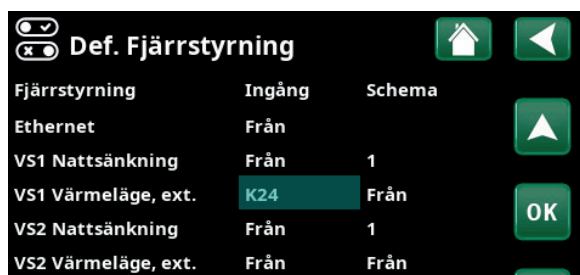 Def. Fjärrstyrning
Fjärrstyrning Ingång Schema
Ethernet Från
VS1 Nattsänkning Från 1
VS1 Värmeläge, ext. K24 Från
OK
VS2 Nattsänkning Från 1
VS2 Värmeläge, ext. Från Från